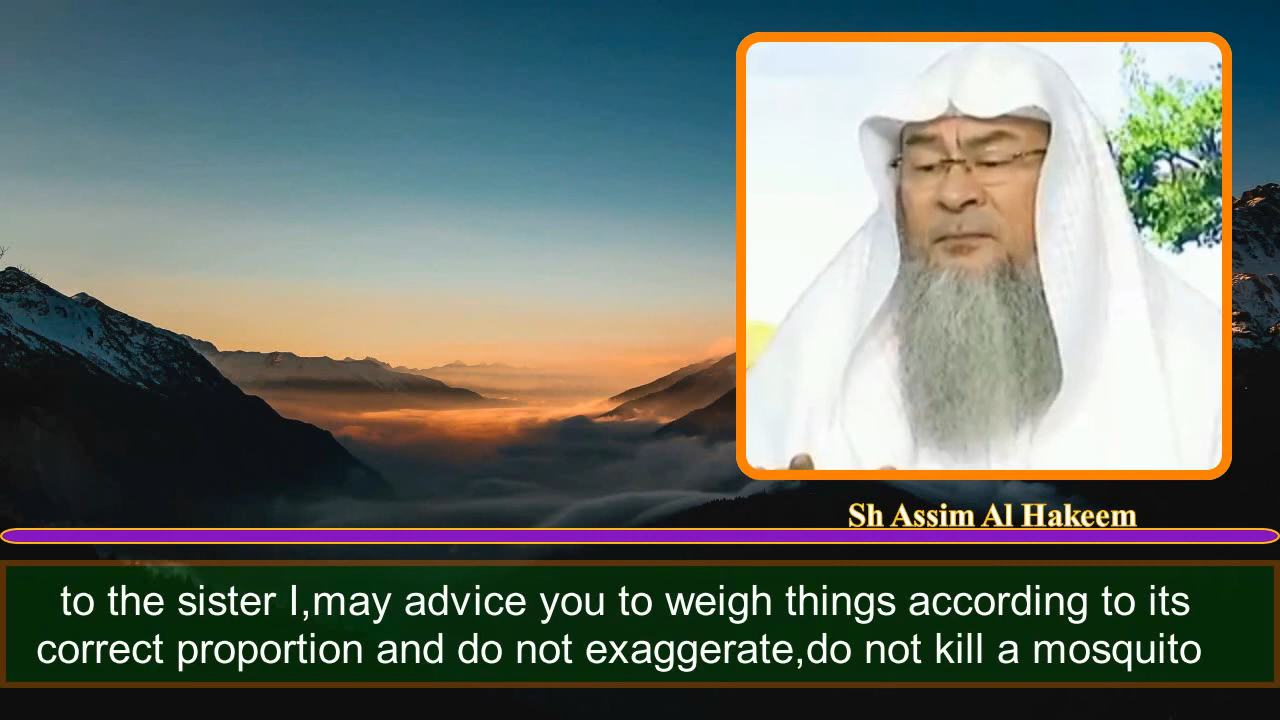 Sh Assim Al Hakeem
to the sister I,may advice you to weigh things according to its
correct proportion and do not exaggerate,do not kill a mosquito